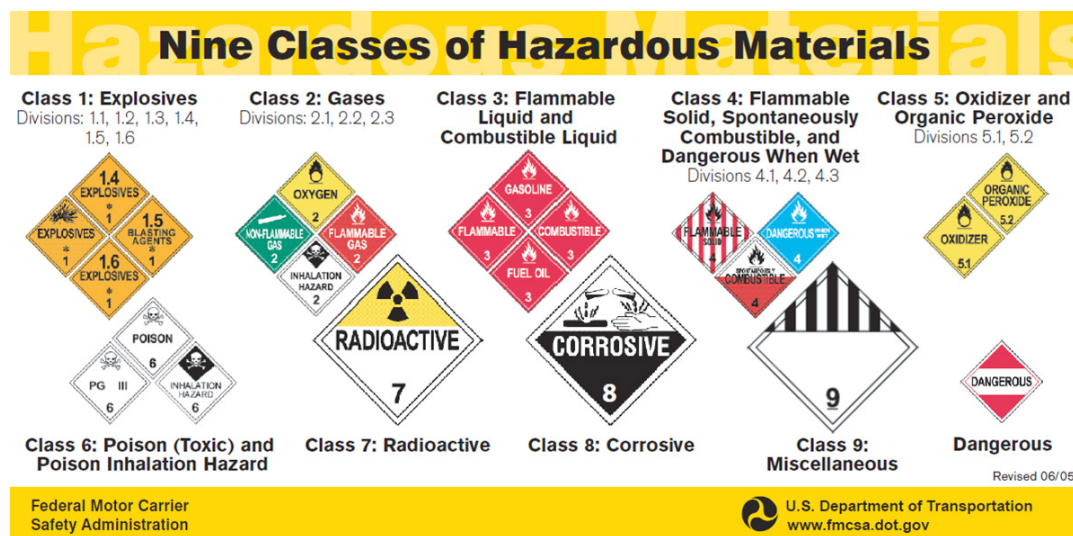 Hazardous Materials
Nine Classes of Hazardous Materials
Class 1: Explosives
Divisions: 1.1, 1.2, 1.3, 1.4,
1.5, 1.6
1.4
EXPLOSIVES
*
1
EXPLOSIVES
*
1
1.5
BLASTING
AGENTS
*
1
1.6
EXPLOSIVES
*
1
Class 2: Gases
Divisions: 2.1, 2.2, 2.3
OXYGEN
2
NON-FLAMMABLE
GAS
2
FLAMMABLE
GAS
2
INHALATION
HAZARD
2
Class 3: Flammable
Liquid and
Combustible Liquid
GASOLINE
3
FLAMMABLE
3
COMBUSTIBLE
3
FUEL OIL
3
Class 4: Flammable
Solid, Spontaneously
Combustible, and
Dangerous When Wet
Divisions 4.1, 4.2, 4.3
FLAMMABLE
SOLID
4
DANGEROUS WHEN
WET
4
SPONTANEOUSLY
COMBUSTIBLE
4
Class 5: Oxidizer and
Organic Peroxide
Divisions 5.1, 5.2
ORGANIC
PEROXIDE
5.2
OXIDIZER
5.1
POISON
6
PG III
6
INHALATION
HAZARD
6
Class 6: Poison (Toxic) and
Poison Inhalation Hazard
RADIOACTIVE
7
Class 7: Radioactive
CORROSIVE
8
Class 8: Corrosive
9
Class 9:
Miscellaneous
DANGEROUS
Dangerous
Revised 06/05
Federal Motor Carrier
Safety Administration
U.S. Department of Transportation
www.fmcsa.dot.gov